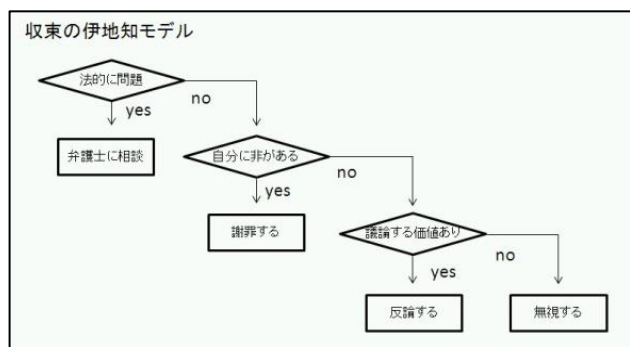 収束の伊地知モデル
法的に問題
yes
no
弁護士に相談
自分に非がある
yes
no
謝罪する
議論する価値あり
yes
no
反論する
無視する